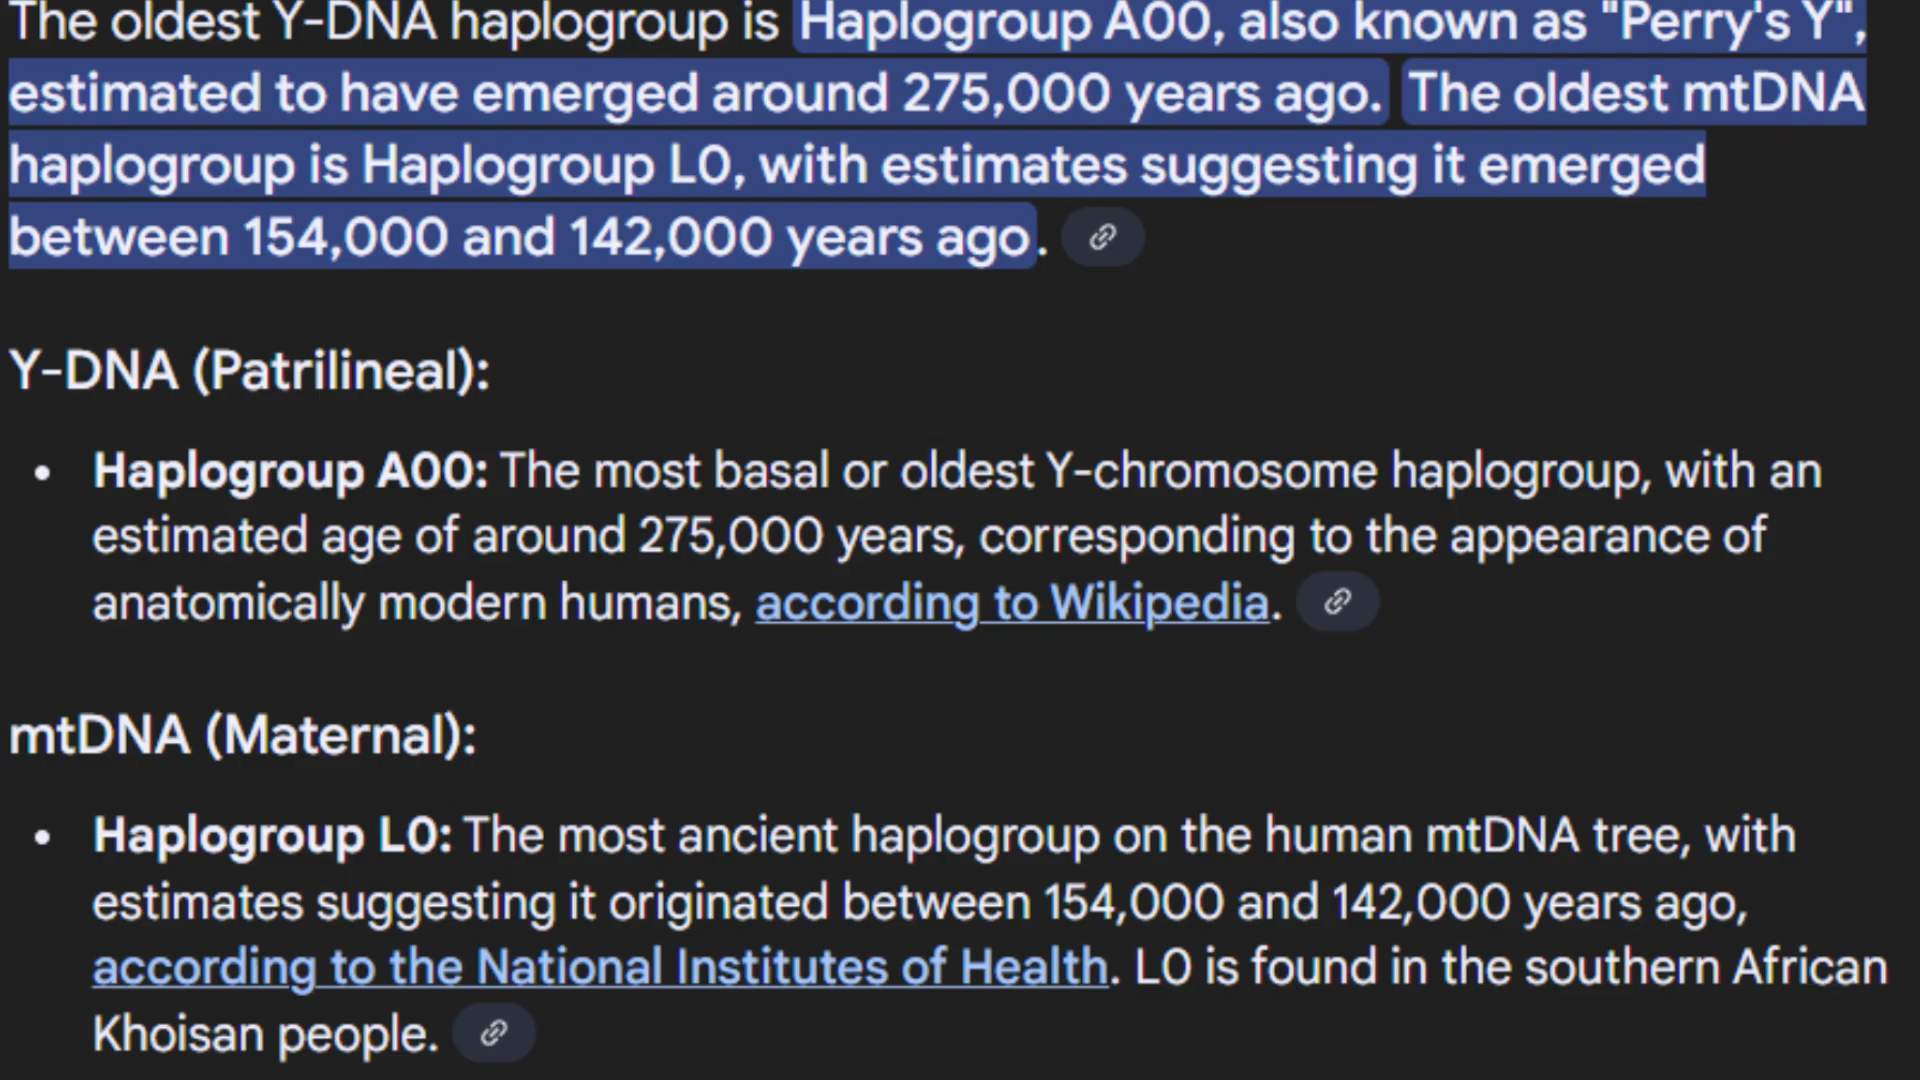 The oldest Y-DNA haplogroup is Haplogroup A00, also known as "Perry's Y",
estimated to have emerged around 275,000 years ago. The oldest mtDNA
haplogroup is Haplogroup L0, with estimates suggesting it emerged
between 154,000 and 142,000 years ago.
Y-DNA (Patrilineal):
• Haplogroup A00: The most basal or oldest Y-chromosome haplogroup, with an
estimated age of around 275,000 years, corresponding to the appearance of
anatomically modern humans, according to Wikipedia.
mtDNA (Maternal):
• Haplogroup L0: The most ancient haplogroup on the human mtDNA tree, with
estimates suggesting it originated between 154,000 and 142,000 years ago,
according to the National Institutes of Health. L0 is found in the southern African
Khoisan people.